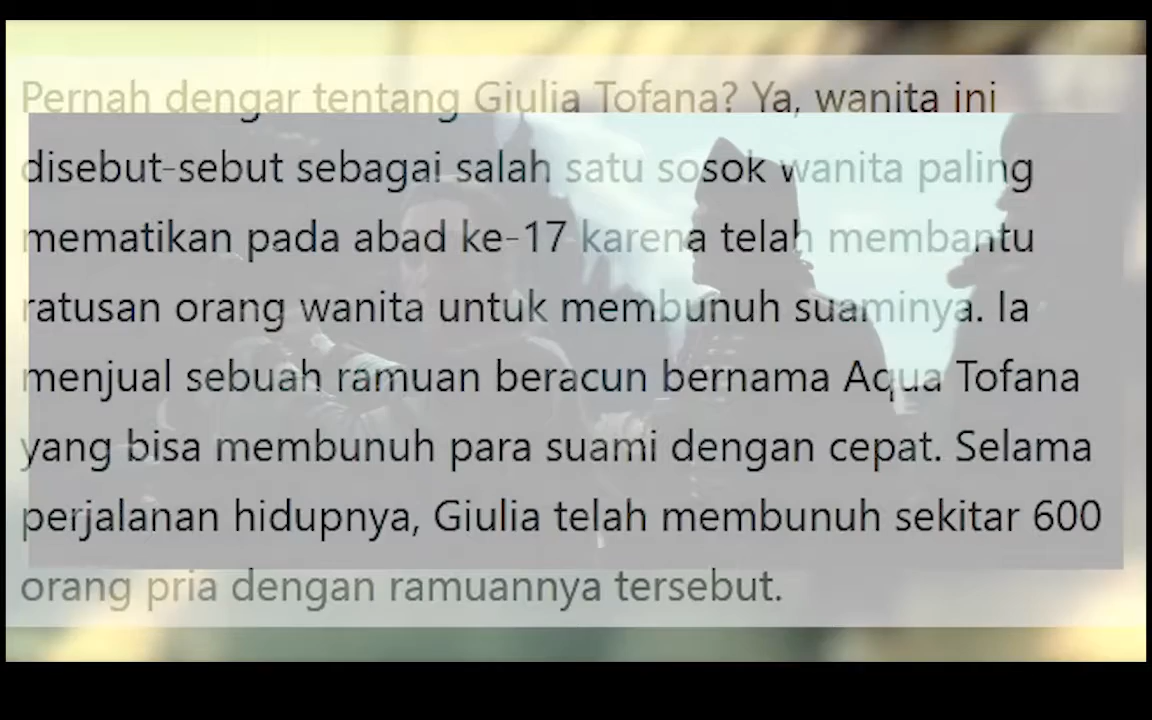 Pernah dengar tentang Giulia Tofana? Ya, wanita ini
disebut-sebut sebagai salah satu sosok wanita paling
mematikan pada abad ke-17 karena telah membantu
ratusan orang wanita untuk membunuh suaminya. Ia
menjual sebuah ramuan beracun bernama Aqua Tofana
yang bisa membunuh para suami dengan cepat. Selama
perjalanan hidupnya, Giulia telah membunuh sekitar 600
orang pria dengan ramuannya tersebut.